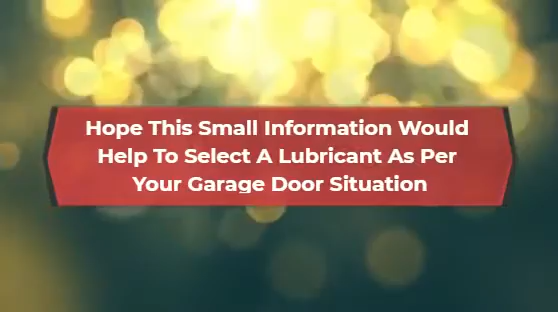 Hope This Small Information Would
Help To Select A Lubricant As Per
Your Garage Door Situation